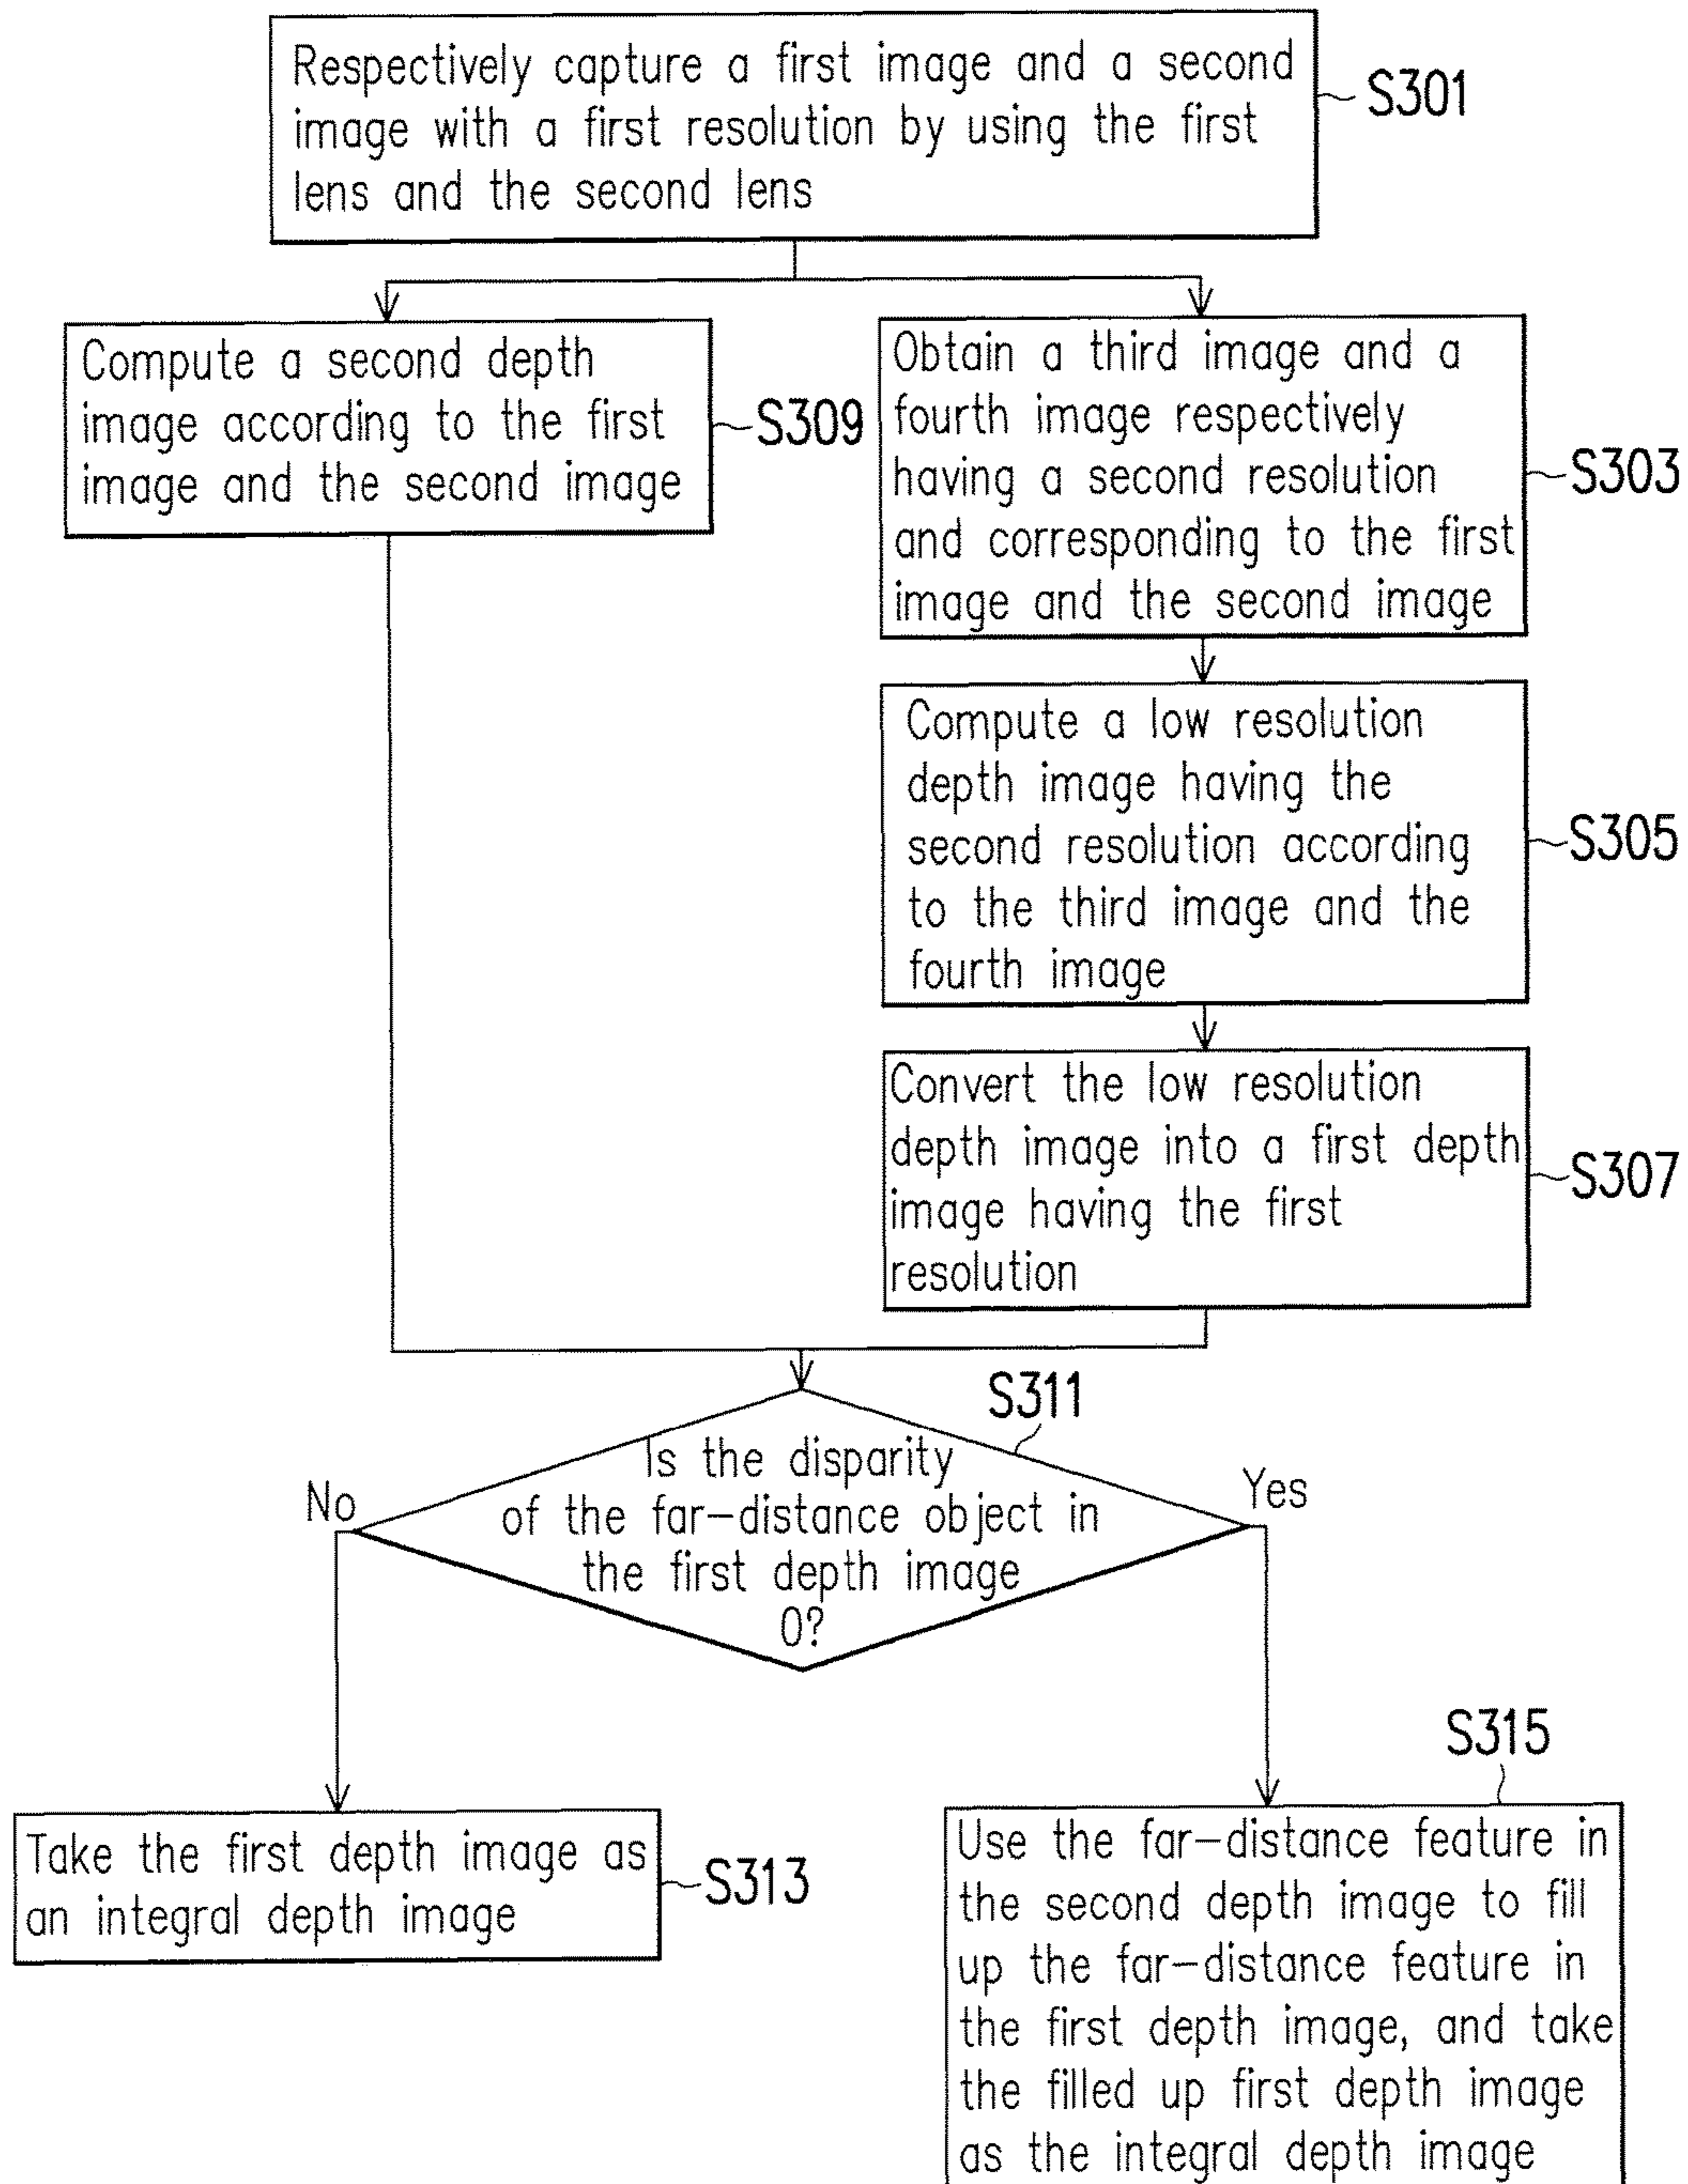 Respectively capture a first image and a second
image with a first resolution by using the first
lens and the second lens
S301
Compute a second depth
image according to the first
image and the second image
S309
Obtain a third image and a
fourth image respectively
having a second resolution
and corresponding to the first
image and the second image
S303
Compute a low resolution
depth image having the
second resolution according
to the third image and the
fourth image
S305
Convert the low resolution
depth image into a first depth
image having the first
resolution
S307
S311
Is the disparity
of the far-distance object in
the first depth image
0?
No
Yes
Take the first depth image as
an integral depth image
S313
S315
Use the far-distance feature in
the second depth image to fill
up the far-distance feature in
the first depth image, and take
the filled up first depth image
as the integral depth image